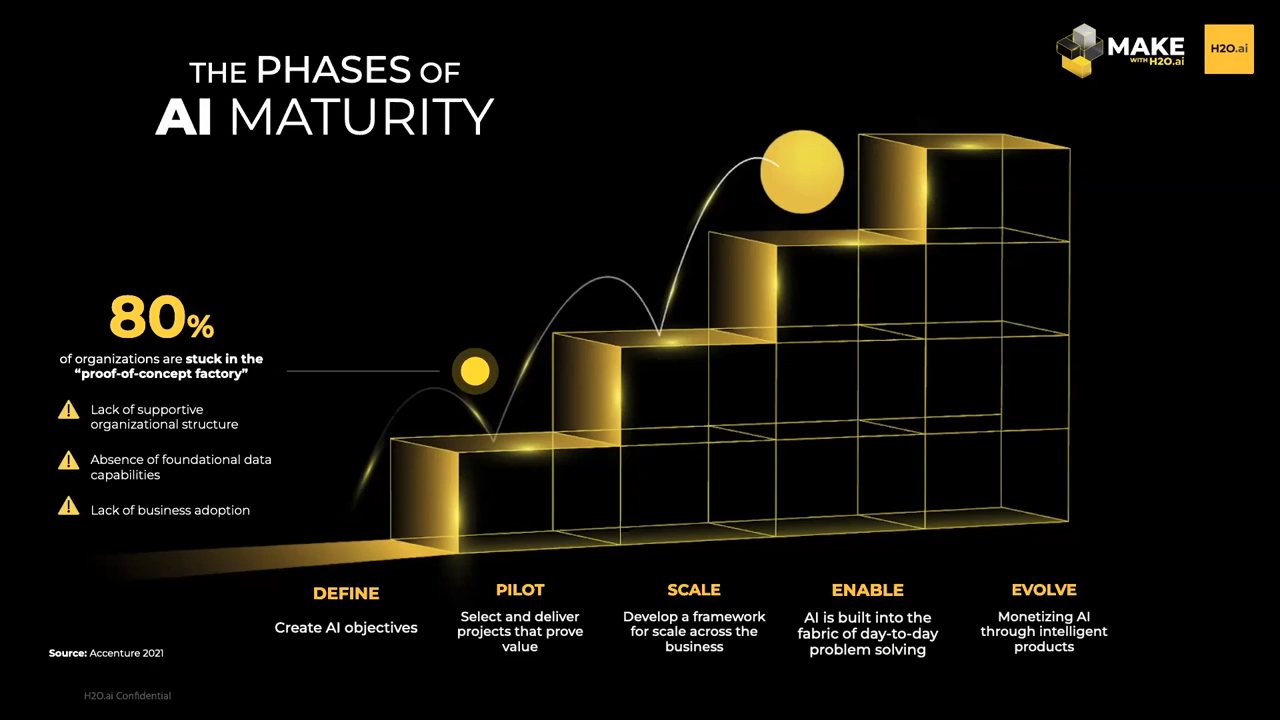 THE PHASES OF
AI MATURITY
MAKE
WITH H2O.ai
H2O.ai
80%
of organizations are stuck in the
“proof-of-concept factory”
Lack of supportive
organizational structure
Absence of foundational data
capabilities
Lack of business adoption
DEFINE
Create AI objectives
PILOT
Select and deliver
projects that prove
value
SCALE
Develop a framework
for scale across the
business
ENABLE
AI is built into the
fabric of day-to-day
problem solving
EVOLVE
Monetizing AI
through intelligent
products
Source: Accenture 2021
H2O.ai Confidential